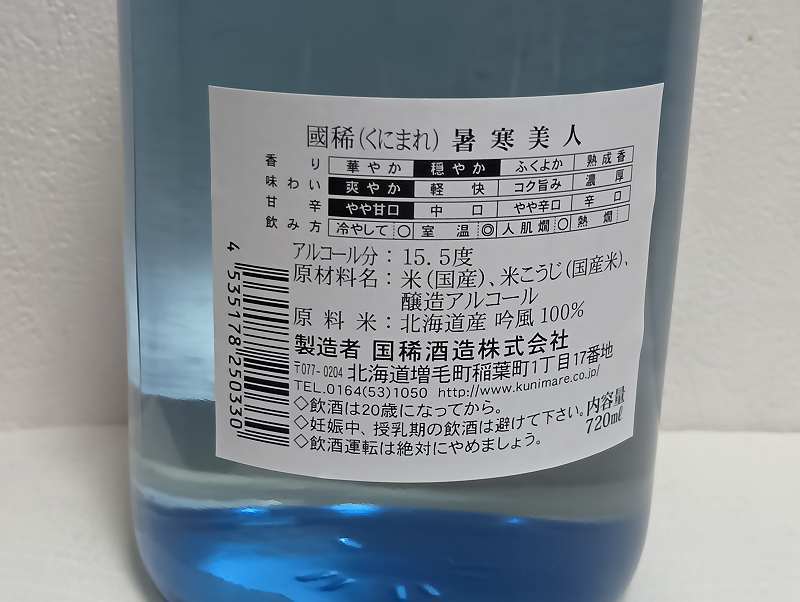 國稀(くにまれ) 暑寒美人
香り 華やか 穏やか ふくよか 熟成香
味わい 爽やか 軽快 コク旨み 濃厚
甘辛 やや甘口 中口 やや辛口 辛口
飲み方 冷やして ○ 室温 ◎ 人肌燗 ○ 熱燗
アルコール分：15.5度
原材料名：米(国産)、米こうじ(国産米)、
醸造アルコール
原料米：北海道産 吟風 100%
製造者 国稀酒造株式会社
〒077-0204 北海道増毛町稲葉町1丁目17番地
TEL.0164(53)1050 http://www.kunimare.co.jp/
◇飲酒は20歳になってから。
◇妊娠中、授乳期の飲酒は避けて下さい。
◇飲酒運転は絶対にやめましょう。
内容量
720mℓ
4 535178 250330